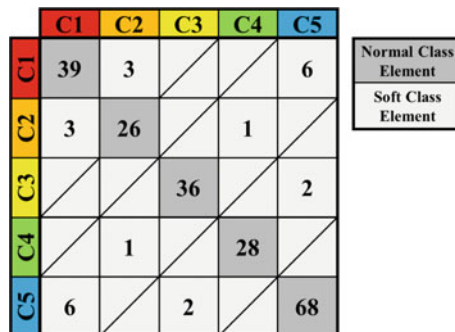 C1 C2 C3 C4 C5
C1 39 3 6
C2 3 26 1
C3 36 2
C4 1 28
C5 6 2 68
Normal Class
Element
Soft Class
Element